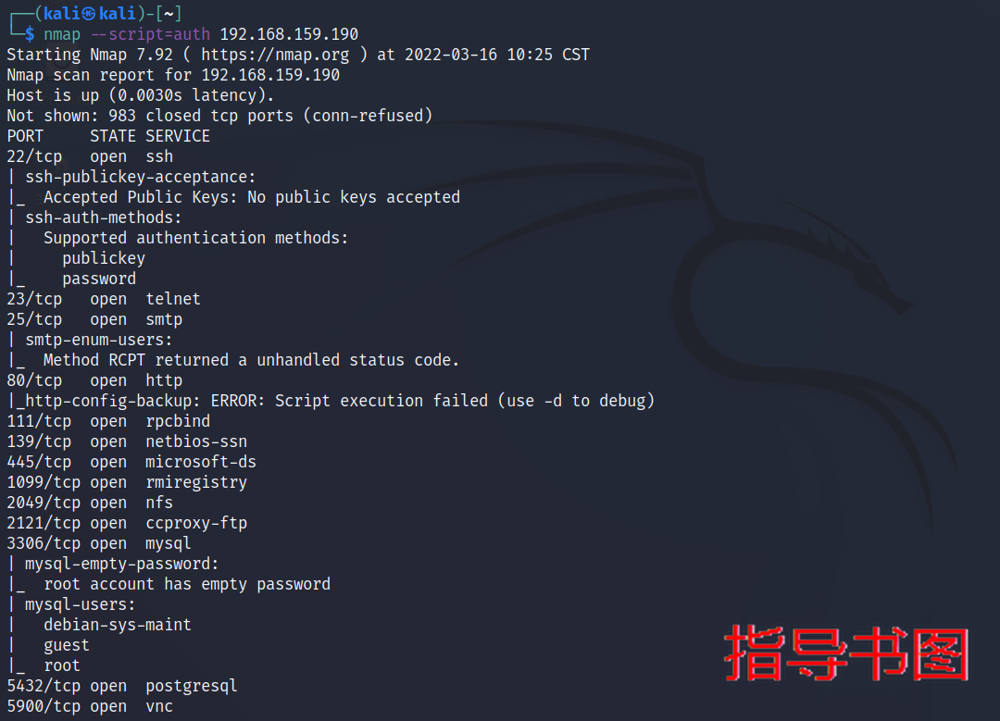 ┌──(kali㉿kali)-[~]
└─$ nmap --script=auth 192.168.159.190
Starting Nmap 7.92 ( https://nmap.org ) at 2022-03-16 10:25 CST
Nmap scan report for 192.168.159.190
Host is up (0.0030s latency).
Not shown: 983 closed tcp ports (conn-refused)
PORT     STATE SERVICE
22/tcp   open  ssh
| ssh-publickey-acceptance:
|_  Accepted Public Keys: No public keys accepted
| ssh-auth-methods:
|   Supported authentication methods:
|     publickey
|_    password
23/tcp   open  telnet
25/tcp   open  smtp
| smtp-enum-users:
|_  Method RCPT returned a unhandled status code.
80/tcp   open  http
|_http-config-backup: ERROR: Script execution failed (use -d to debug)
111/tcp  open  rpcbind
139/tcp  open  netbios-ssn
445/tcp  open  microsoft-ds
1099/tcp open  rmiregistry
2049/tcp open  nfs
2121/tcp open  ccproxy-ftp
3306/tcp open  mysql
| mysql-empty-password:
|_  root account has empty password
| mysql-users:
|   debian-sys-maint
|   guest
|_  root
5432/tcp open  postgresql
5900/tcp open  vnc
指导书图